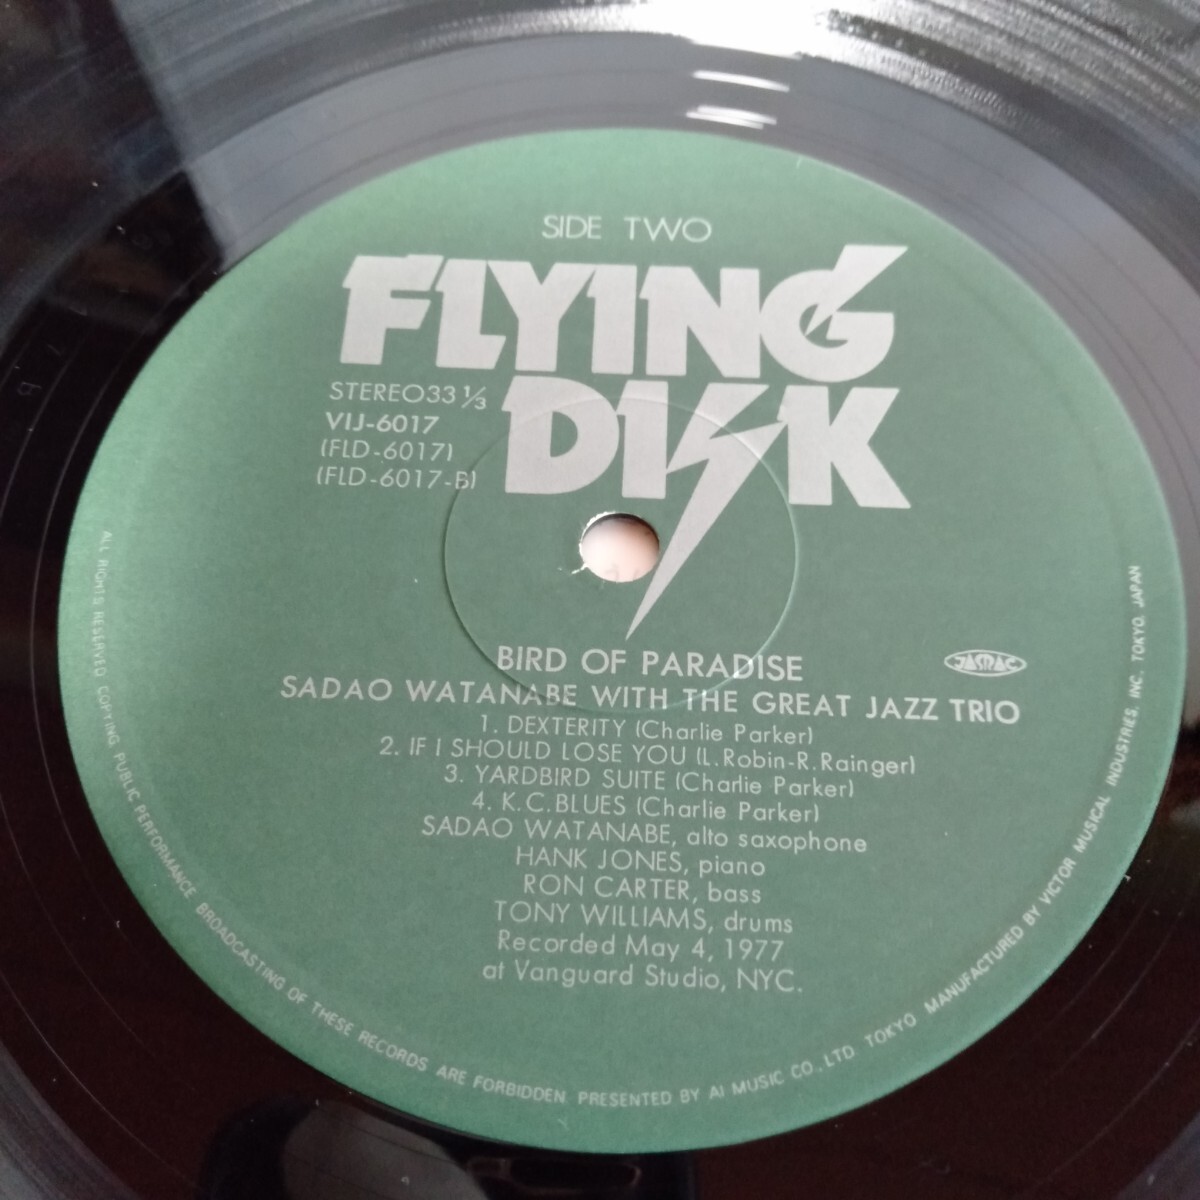 SIDE TWO
FLYING
DISK
STEREO33 1/3
VIJ-6017
(FLD-6017)
(FLD-6017-B)
BIRD OF PARADISE
JASRAC
SADAO WATANABE WITH THE GREAT JAZZ TRIO
1. DEXTERITY (Charlie Parker)
2. IF I SHOULD LOSE YOU (L.Robin-R.Rainger)
3. YARDBIRD SUITE (Charlie Parker)
4. K.C.BLUES (Charlie Parker)
SADAO WATANABE, alto saxophone
HANK JONES, piano
RON CARTER, bass
TONY WILLIAMS, drums
Recorded May 4, 1977
at Vanguard Studio, NYC.
ALL RIGHTS RESERVED COPYING PUBLIC PERFORMANCE BROADCASTING OF THESE RECORDS ARE FORBIDDEN PRESENTED BY AI MUSIC CO.,LTD. TOKYO MANUFACTURED BY VICTOR MUSICAL INDUSTRIES, INC. TOKYO, JAPAN